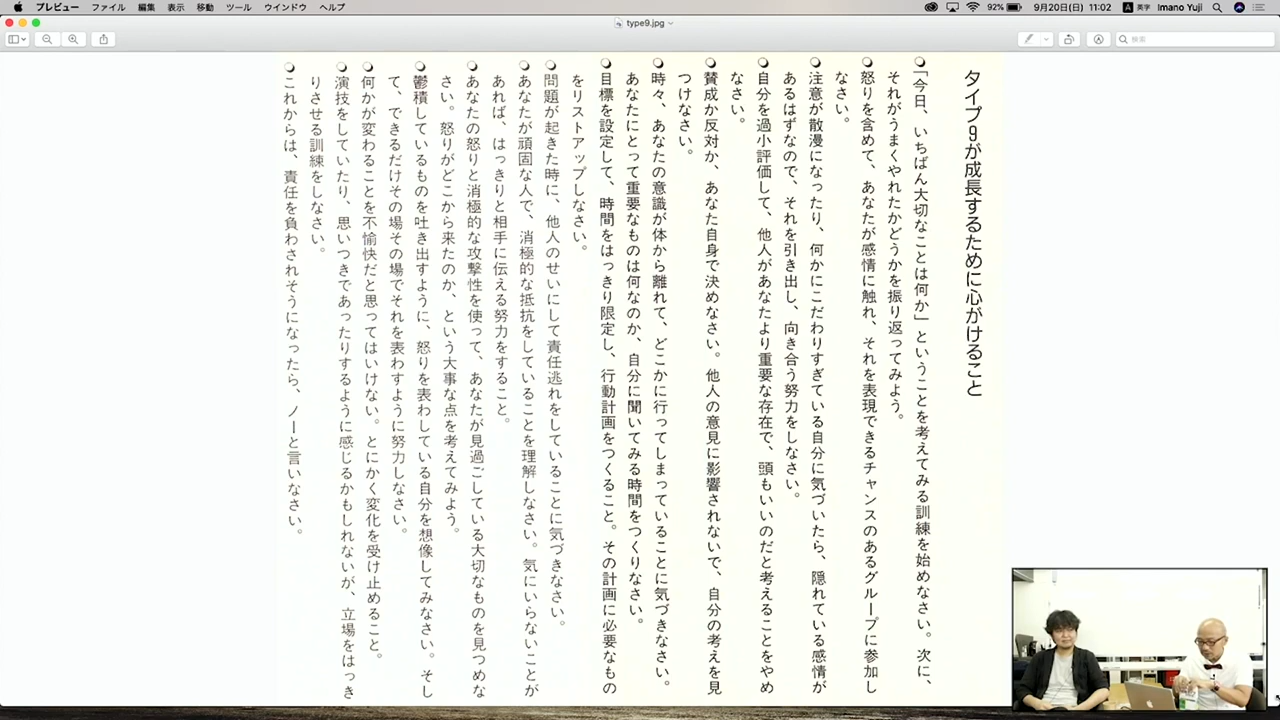 プレビュー ファイル 編集 表示 移動 ツール ウインドウ ヘルプ
92% 9月20日(日) 11:02 A 英字 Imano Yuji
type9.jpg
検索
タイプ9が成長するために心がけること
「今日、いちばん大切なことは何か」ということを考えてみる訓練を始めなさい。次に、
それがうまくやれたかどうかを振り返ってみよう。
怒りを含めて、あなたが感情に触れ、それを表現できるチャンスのあるグループに参加し
なさい。
注意が散漫になったり、何かにこだわりすぎている自分に気づいたら、隠れている感情が
あるはずなので、それを引き出し、向き合う努力をしなさい。
自分を過小評価して、他人があなたより重要な存在で、頭もいいのだと考えることをやめ
なさい。
賛成か反対か、あなた自身で決めなさい。他人の意見に影響されないで、自分の考えを見
つけなさい。
時々、あなたの意識が体から離れて、どこかに行ってしまっていることに気づきなさい。
あなたにとって重要なものは何なのか、自分に聞いてみる時間をつくりなさい。
目標を設定して、時間をはっきり限定し、行動計画をつくること。その計画に必要なもの
をリストアップしなさい。
問題が起きた時に、他人のせいにして責任逃れをしていることに気づきなさい。
あなたが頑固な人で、消極的な抵抗をしていることを理解しなさい。気にいらないことが
あれば、はっきりと相手に伝える努力をすること。
あなたの怒りと消極的な攻撃性を使って、あなたが見過ごしている大切なものを見つめな
さい。怒りがどこから来たのか、という大事な点を考えてみよう。
鬱積しているものを吐き出すように、怒りを表わしている自分を想像してみなさい。そし
て、できるだけその場その場でそれを表わすように努力しなさい。
何かが変わることを不愉快だと思ってはいけない。とにかく変化を受け止めること。
演技をしていたり、思いつきであったりするように感じるかもしれないが、立場をはっき
りさせる訓練をしなさい。
これからは、責任を負わされそうになったら、ノーと言いなさい。